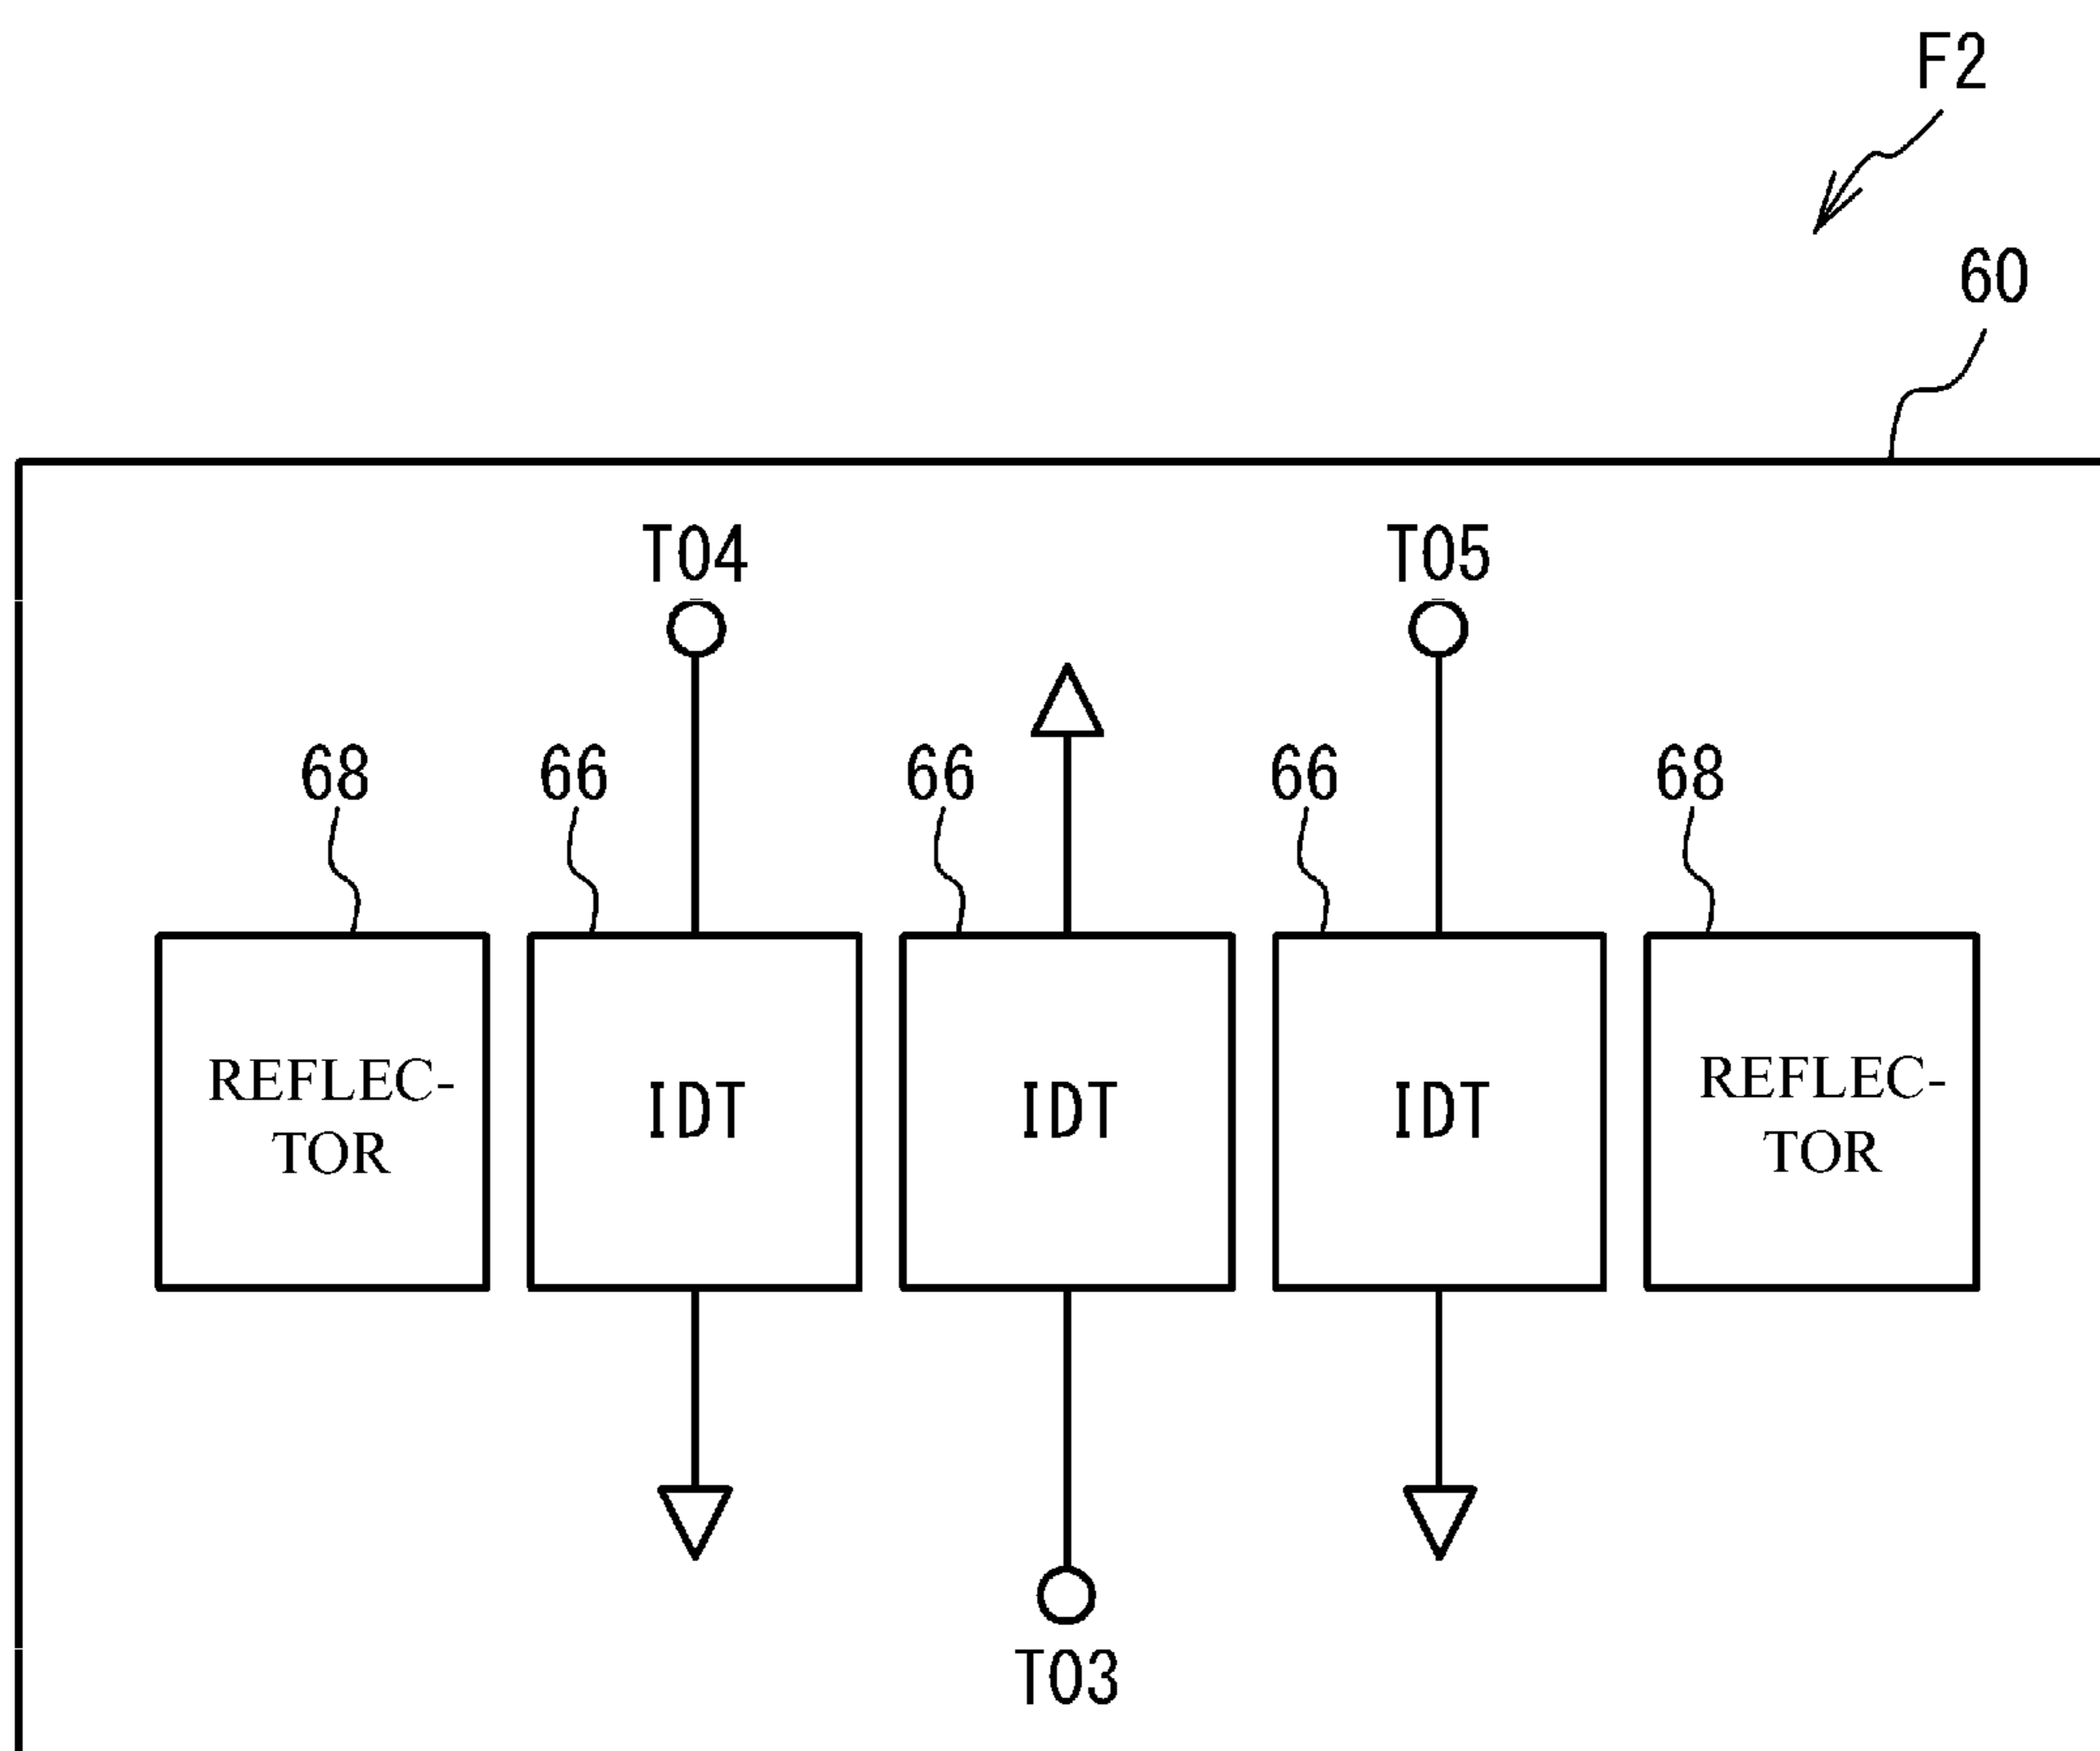 F2
60
T04 T05
68 66 66 66 68
REFLEC-
TOR
IDT
IDT
IDT
REFLEC-
TOR
T03